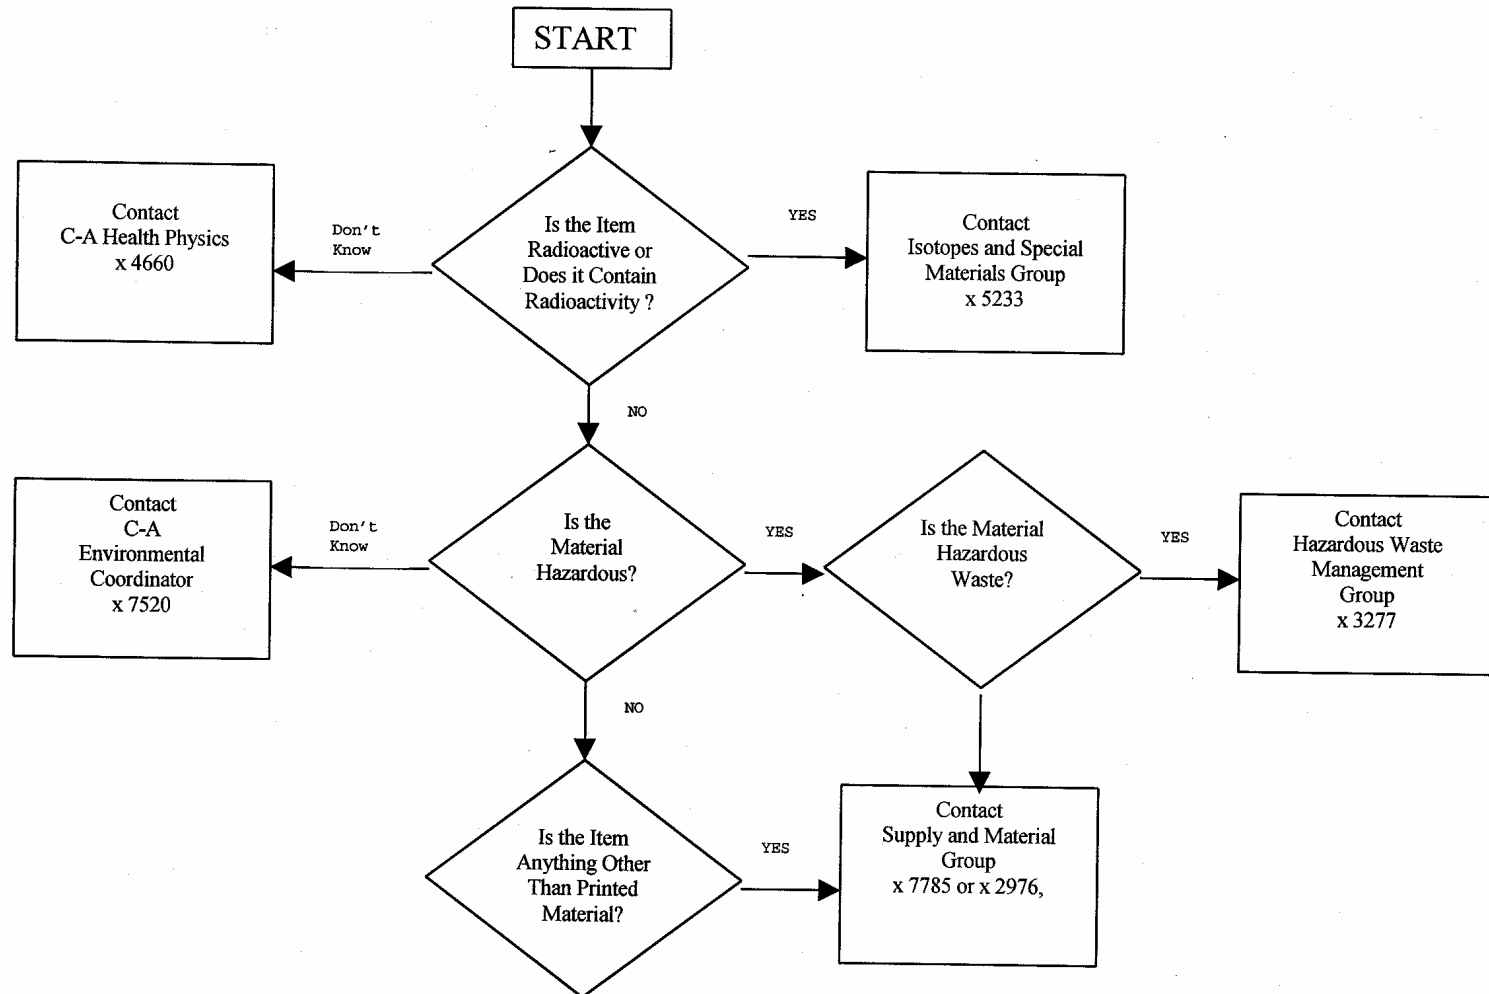 START
Contact
C-A Health Physics
x 4660
Don't
Know
Is the Item
Radioactive or
Does it Contain
Radioactivity ?
YES
Contact
Isotopes and Special
Materials Group
x 5233
NO
Contact
C-A
Environmental
Coordinator
x 7520
Don't
Know
Is the
Material
Hazardous?
YES
Is the Material
Hazardous
Waste?
YES
Contact
Hazardous Waste
Management
Group
x 3277
NO
Is the Item
Anything Other
Than Printed
Material?
YES
Contact
Supply and Material
Group
x 7785 or x 2976,